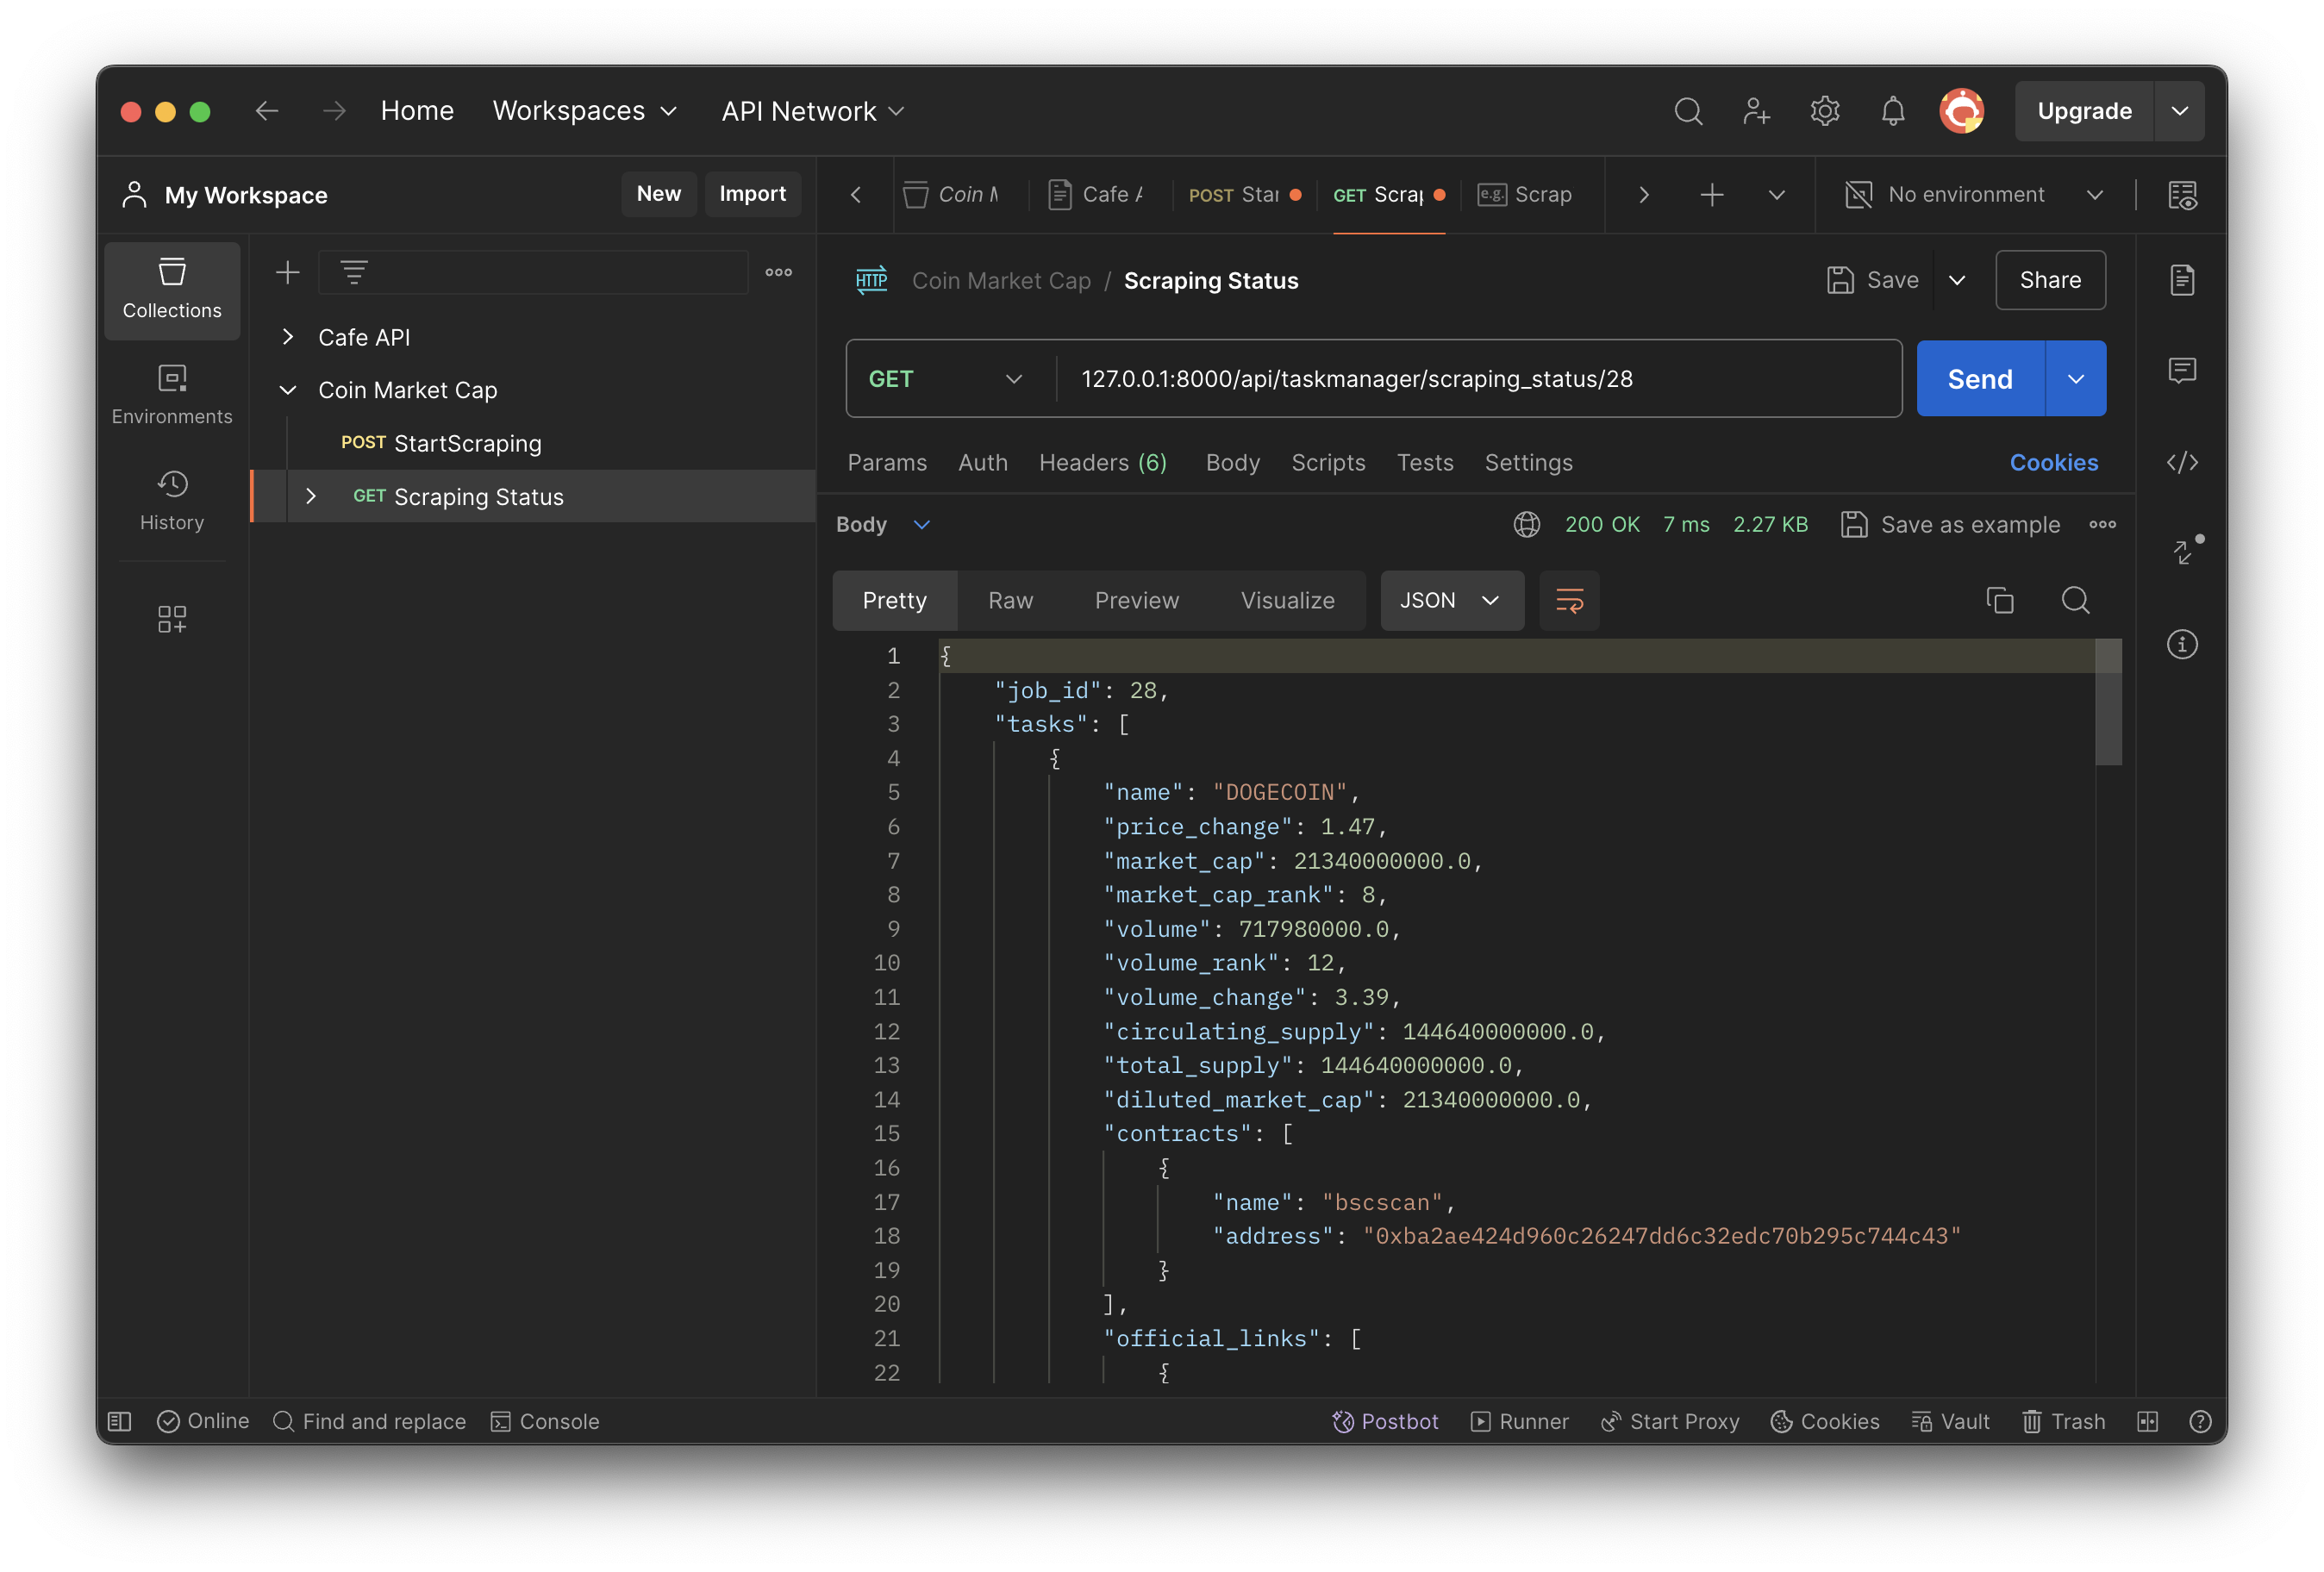 Home Workspaces API Network Upgrade
My Workspace New Import
Coin M Cafe A POST Star GET Scrap e.g. Scrap No environment
Collections
Environments
History
Cafe API
Coin Market Cap
POST StartScraping
GET Scraping Status
HTTP Coin Market Cap / Scraping Status Save Share
GET 127.0.0.1:8000/api/taskmanager/scraping_status/28 Send
Params Auth Headers (6) Body Scripts Tests Settings Cookies
Body 200 OK 7 ms 2.27 KB Save as example
Pretty Raw Preview Visualize JSON
1 {
2 "job_id": 28,
3 "tasks": [
4 {
5 "name": "DOGECOIN",
6 "price_change": 1.47,
7 "market_cap": 21340000000.0,
8 "market_cap_rank": 8,
9 "volume": 717980000.0,
10 "volume_rank": 12,
11 "volume_change": 3.39,
12 "circulating_supply": 144640000000.0,
13 "total_supply": 144640000000.0,
14 "diluted_market_cap": 21340000000.0,
15 "contracts": [
16 {
17 "name": "bscscan",
18 "address": "0xba2ae424d960c26247dd6c32edc70b295c744c43"
19 }
20 ],
21 "official_links": [
22 {
Online Find and replace Console Postbot Runner Start Proxy Cookies Vault Trash